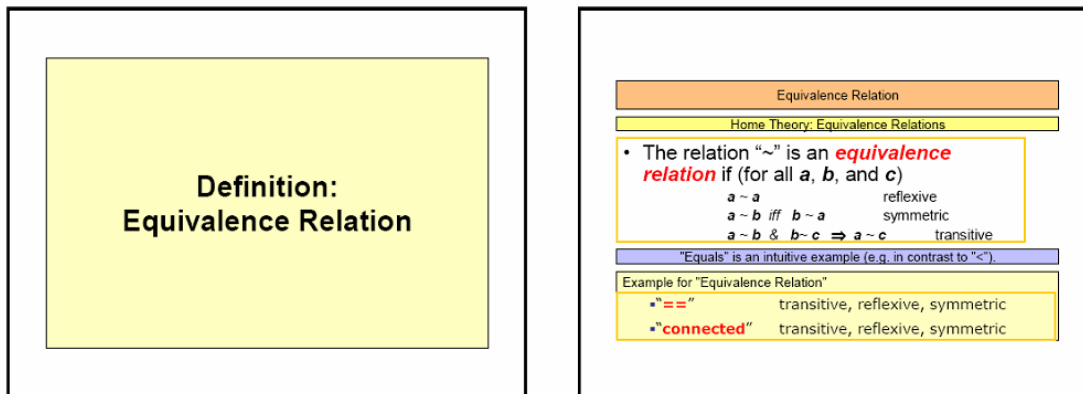 Definition:
Equivalence Relation
Equivalence Relation
Home Theory: Equivalence Relations
• The relation “~” is an equivalence
relation if (for all a, b, and c)
a ~ a reflexive
a ~ b iff b ~ a symmetric
a ~ b & b~ c ⇒ a ~ c transitive
"Equals" is an intuitive example (e.g. in contrast to "<").
Example for "Equivalence Relation"
▪“==” transitive, reflexive, symmetric
▪“connected” transitive, reflexive, symmetric